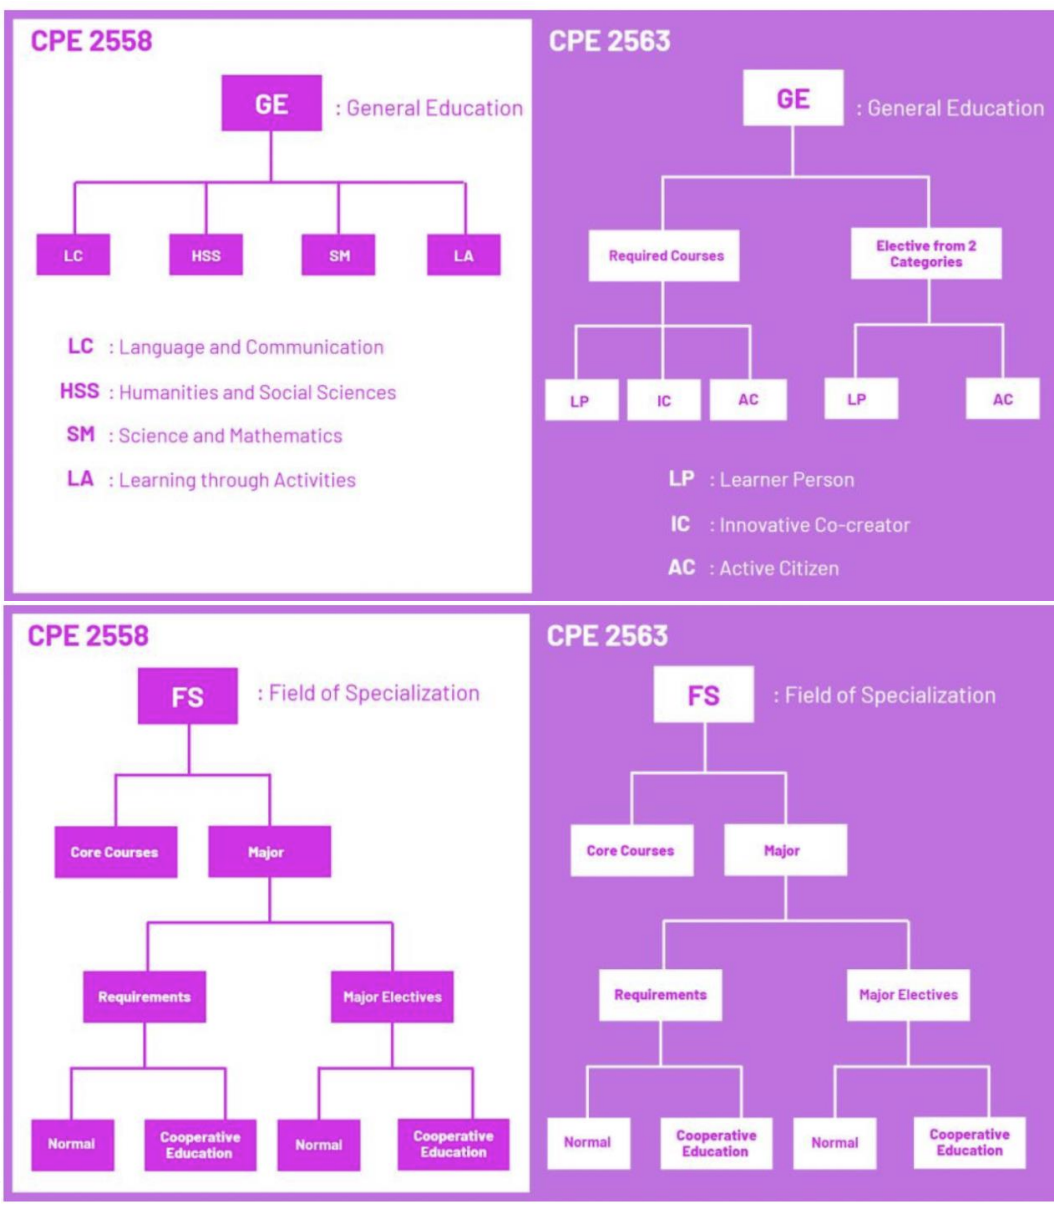 CPE 2558
GE : General Education
LC HSS SM LA
LC : Language and Communication
HSS : Humanities and Social Sciences
SM : Science and Mathematics
LA : Learning through Activities
CPE 2563
GE : General Education
Required Courses
Elective from 2
Categories
LP IC AC
LP AC
LP : Learner Person
IC : Innovative Co-creator
AC : Active Citizen
CPE 2558
FS : Field of Specialization
Core Courses Major
Requirements Major Electives
Normal
Cooperative
Education
Normal
Cooperative
Education
CPE 2563
FS : Field of Specialization
Core Courses Major
Requirements Major Electives
Normal
Cooperative
Education
Normal
Cooperative
Education